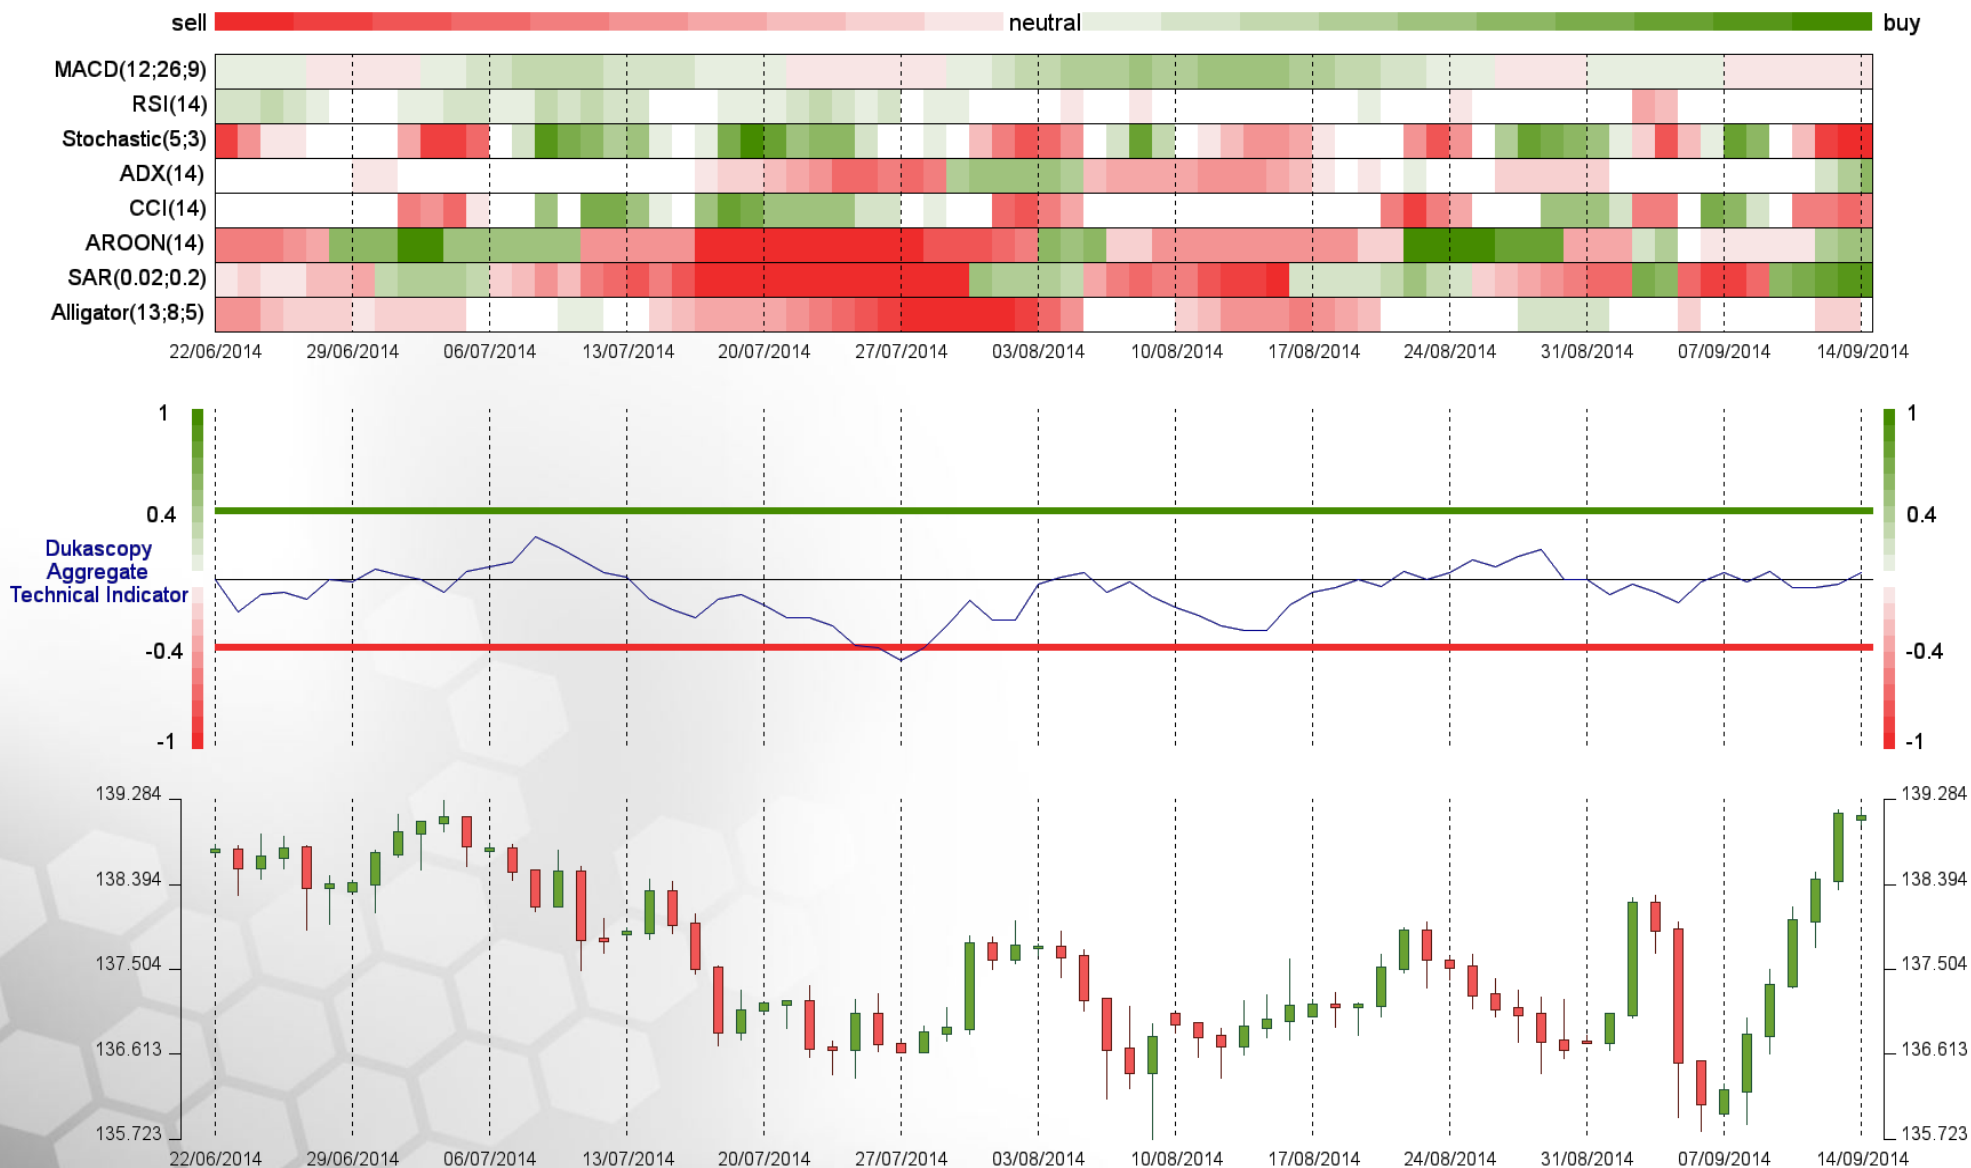 sell neutral buy
MACD(12;26;9)
RSI(14)
Stochastic(5;3)
ADX(14)
CCI(14)
AROON(14)
SAR(0.02;0.2)
Alligator(13;8;5)
22/06/2014 29/06/2014 06/07/2014 13/07/2014 20/07/2014 27/07/2014 03/08/2014 10/08/2014 17/08/2014 24/08/2014 31/08/2014 07/09/2014 14/09/2014
1 1
0.4 0.4
Dukascopy
Aggregate
Technical Indicator
-0.4 -0.4
-1 -1
139.284 139.284
138.394 138.394
137.504 137.504
136.613 136.613
135.723 135.723
22/06/2014 29/06/2014 06/07/2014 13/07/2014 20/07/2014 27/07/2014 03/08/2014 10/08/2014 17/08/2014 24/08/2014 31/08/2014 07/09/2014 14/09/2014